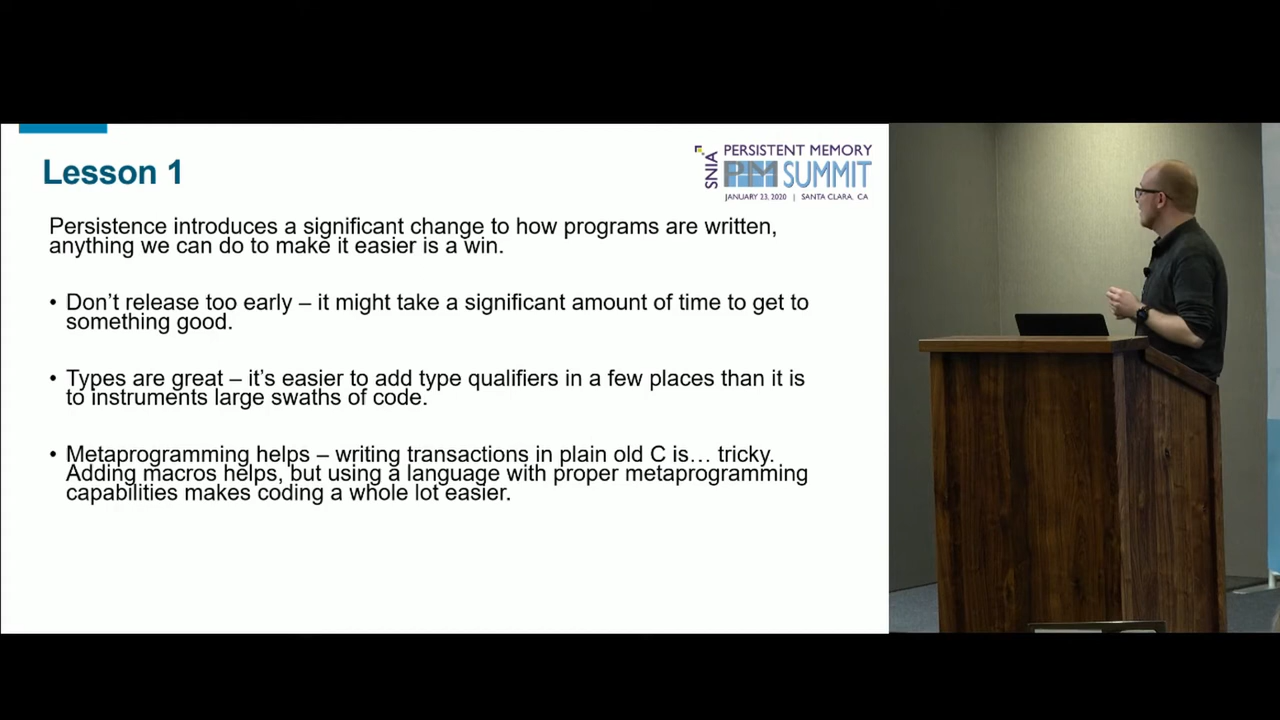 Lesson 1
SNIA
PERSISTENT MEMORY
PM SUMMIT
JANUARY 23, 2020 | SANTA CLARA, CA
Persistence introduces a significant change to how programs are written,
anything we can do to make it easier is a win.
• Don’t release too early – it might take a significant amount of time to get to
something good.
• Types are great – it’s easier to add type qualifiers in a few places than it is
to instruments large swaths of code.
• Metaprogramming helps – writing transactions in plain old C is… tricky.
Adding macros helps, but using a language with proper metaprogramming
capabilities makes coding a whole lot easier.